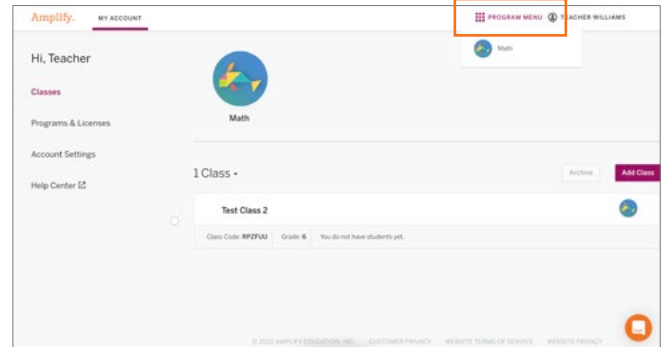 Amplify. MY ACCOUNT PROGRAM MENU TEACHER WILLIAMS
Math
Hi, Teacher
Classes
Math
Programs & Licenses
Account Settings
1 Class
Archive Add Class
Help Center
Test Class 2
Class Code: RPZFUU Grade: 6 You do not have students yet.
© 2022 AMPLIFY EDUCATION, INC. CUSTOMER PRIVACY WEBSITE TERMS OF SERVICE WEBSITE PRIVACY